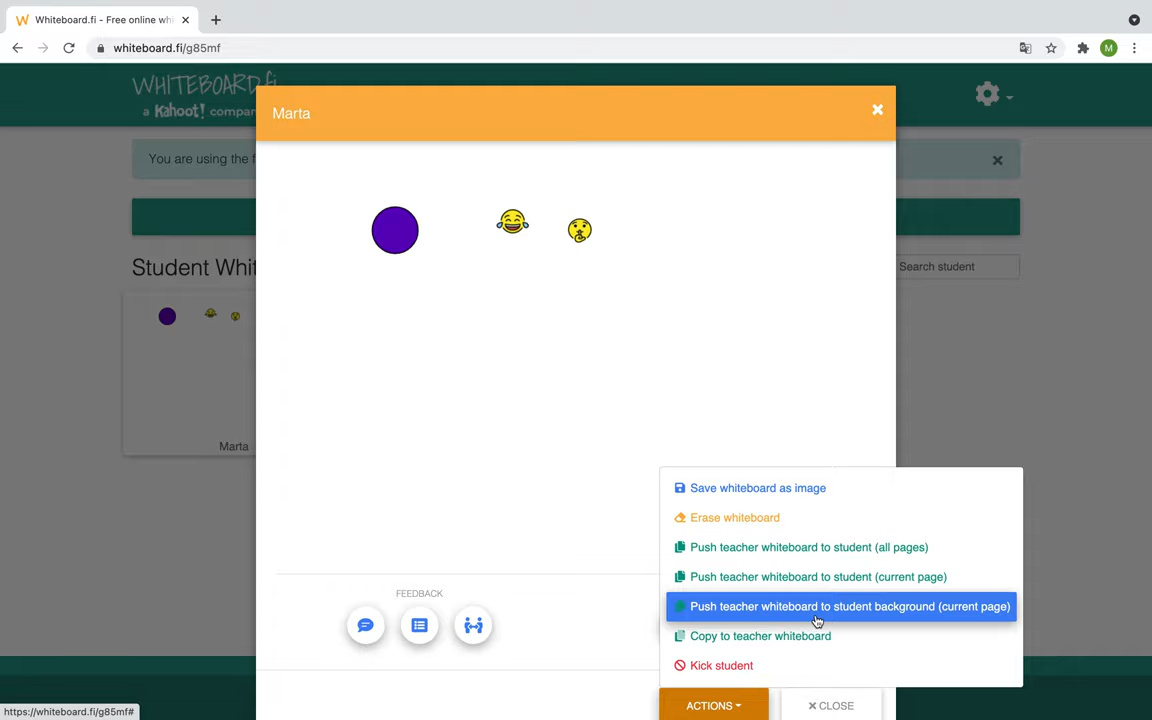 Whiteboard.fi - Free online whi
whiteboard.fi/g85mf
M
WHITEBOARD.fi
a Kahoot! compan
Marta
You are using the f
Student Whit
Search student
Marta
Save whiteboard as image
Erase whiteboard
Push teacher whiteboard to student (all pages)
Push teacher whiteboard to student (current page)
Push teacher whiteboard to student background (current page)
Copy to teacher whiteboard
Kick student
FEEDBACK
ACTIONS
CLOSE
https://whiteboard.fi/g85mf#